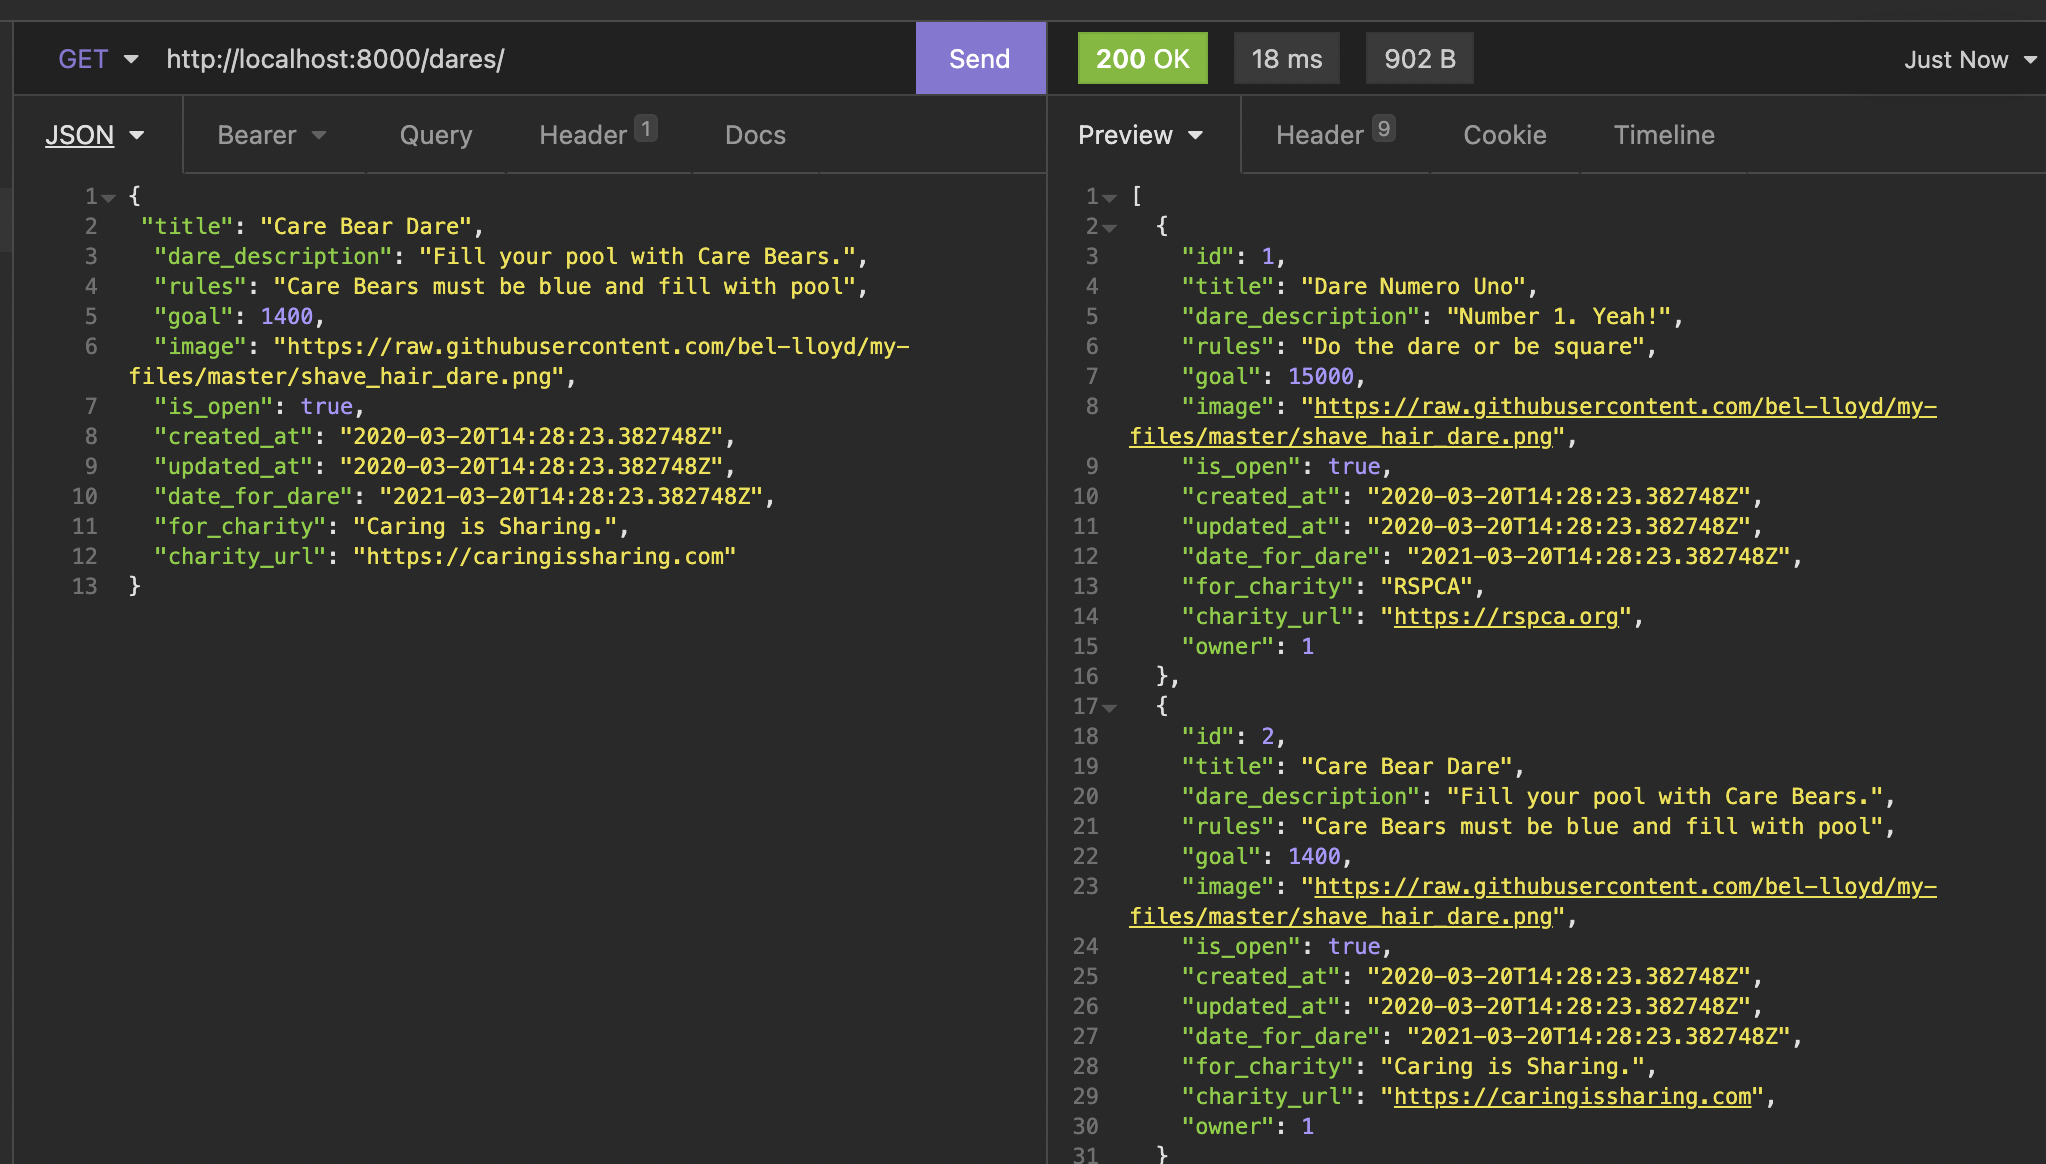 GET http://localhost:8000/dares/ Send
JSON Bearer Query Header 1 Docs
1 {
2 "title": "Care Bear Dare",
3 "dare_description": "Fill your pool with Care Bears.",
4 "rules": "Care Bears must be blue and fill with pool",
5 "goal": 1400,
6 "image": "https://raw.githubusercontent.com/bel-lloyd/my-
files/master/shave_hair_dare.png",
7 "is_open": true,
8 "created_at": "2020-03-20T14:28:23.382748Z",
9 "updated_at": "2020-03-20T14:28:23.382748Z",
10 "date_for_dare": "2021-03-20T14:28:23.382748Z",
11 "for_charity": "Caring is Sharing.",
12 "charity_url": "https://caringissharing.com"
13 }
200 OK 18 ms 902 B Just Now
Preview Header 9 Cookie Timeline
1 [
2 {
3 "id": 1,
4 "title": "Dare Numero Uno",
5 "dare_description": "Number 1. Yeah!",
6 "rules": "Do the dare or be square",
7 "goal": 15000,
8 "image": "https://raw.githubusercontent.com/bel-lloyd/my-
files/master/shave_hair_dare.png",
9 "is_open": true,
10 "created_at": "2020-03-20T14:28:23.382748Z",
11 "updated_at": "2020-03-20T14:28:23.382748Z",
12 "date_for_dare": "2021-03-20T14:28:23.382748Z",
13 "for_charity": "RSPCA",
14 "charity_url": "https://rspca.org",
15 "owner": 1
16 },
17 {
18 "id": 2,
19 "title": "Care Bear Dare",
20 "dare_description": "Fill your pool with Care Bears.",
21 "rules": "Care Bears must be blue and fill with pool",
22 "goal": 1400,
23 "image": "https://raw.githubusercontent.com/bel-lloyd/my-
files/master/shave_hair_dare.png",
24 "is_open": true,
25 "created_at": "2020-03-20T14:28:23.382748Z",
26 "updated_at": "2020-03-20T14:28:23.382748Z",
27 "date_for_dare": "2021-03-20T14:28:23.382748Z",
28 "for_charity": "Caring is Sharing.",
29 "charity_url": "https://caringissharing.com",
30 "owner": 1
31 }